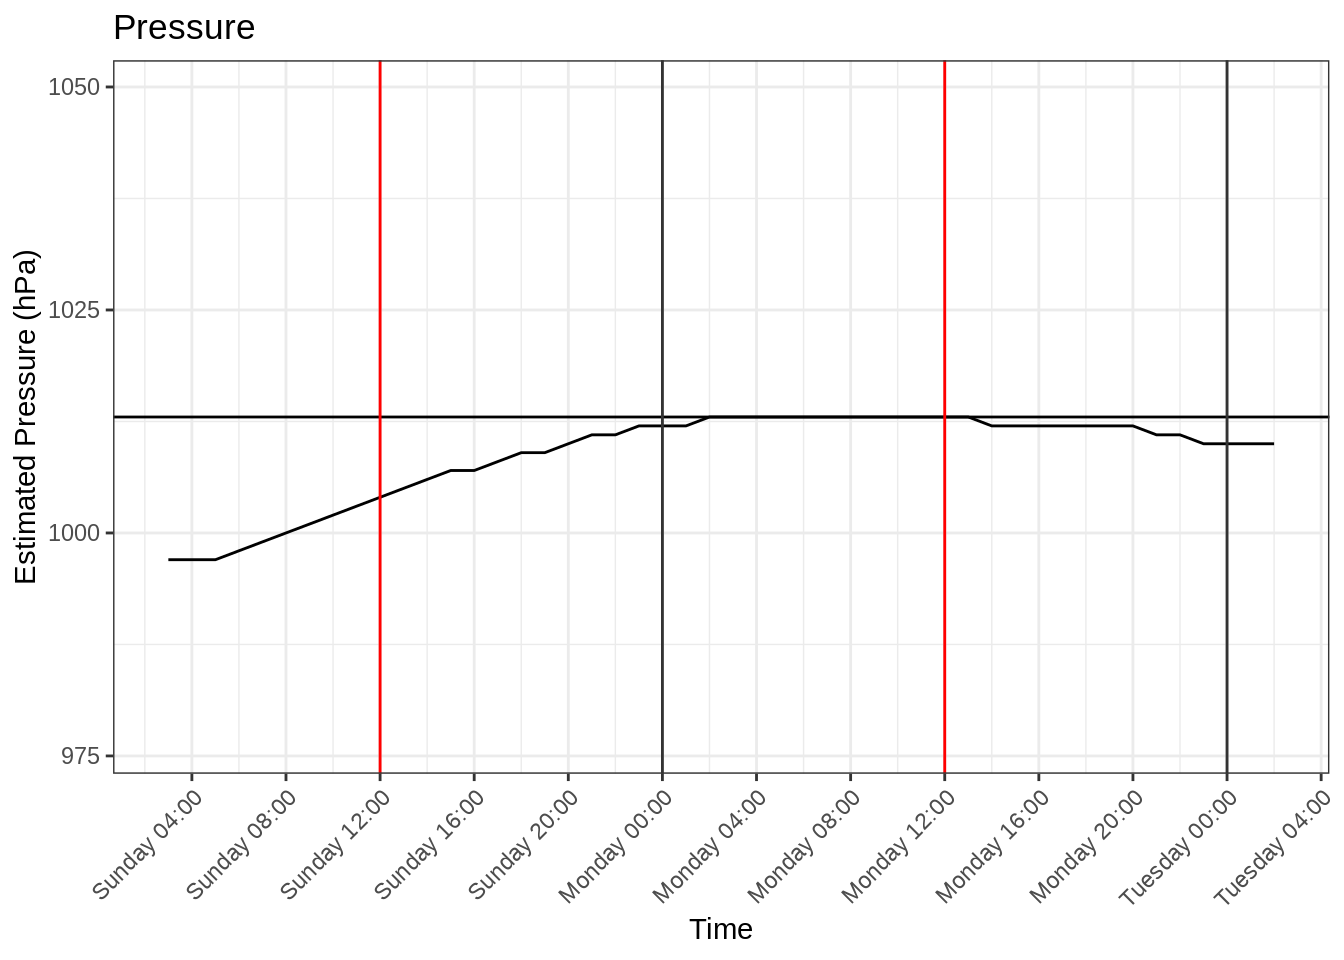 Pressure
Estimated Pressure (hPa)
1050
1025
1000
975
Sunday 04:00
Sunday 08:00
Sunday 12:00
Sunday 16:00
Sunday 20:00
Monday 00:00
Monday 04:00
Monday 08:00
Monday 12:00
Monday 16:00
Monday 20:00
Tuesday 00:00
Tuesday 04:00
Time